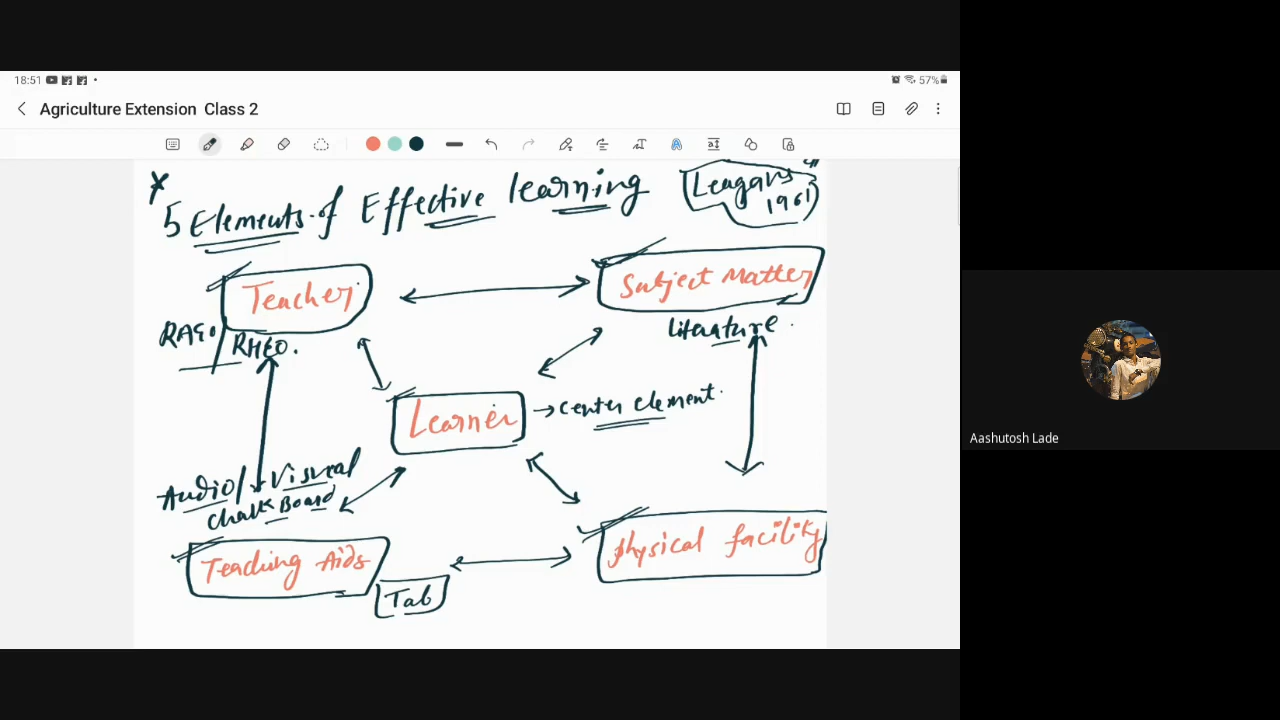 18:51
57%
Agriculture Extension Class 2
5 Elements of Effective learning
Leagans
1961
Teacher
Subject Matter
RAEO/
RHEO.
Literature.
Learner
→ Center Element.
Audio/Visual
Chalk Board
Teaching Aids
Physical facility
Tab
Aashutosh Lade